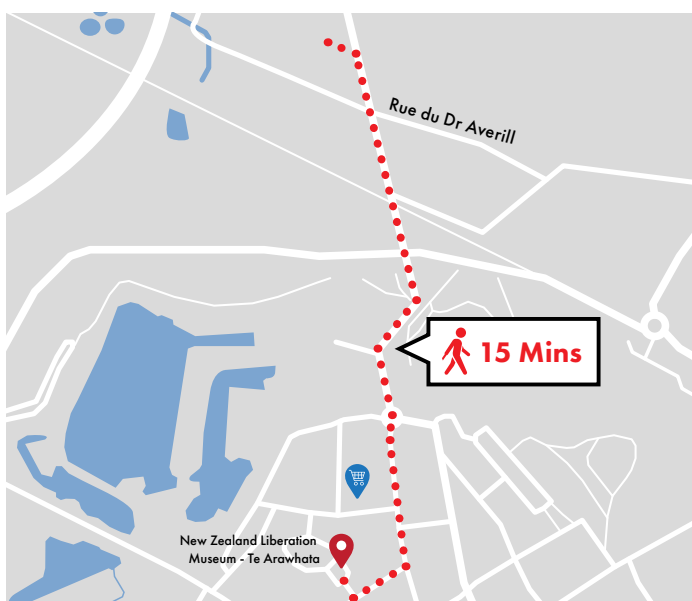 Rue du Dr Averill
15 Mins
New Zealand Liberation
Museum - Te Arawhata